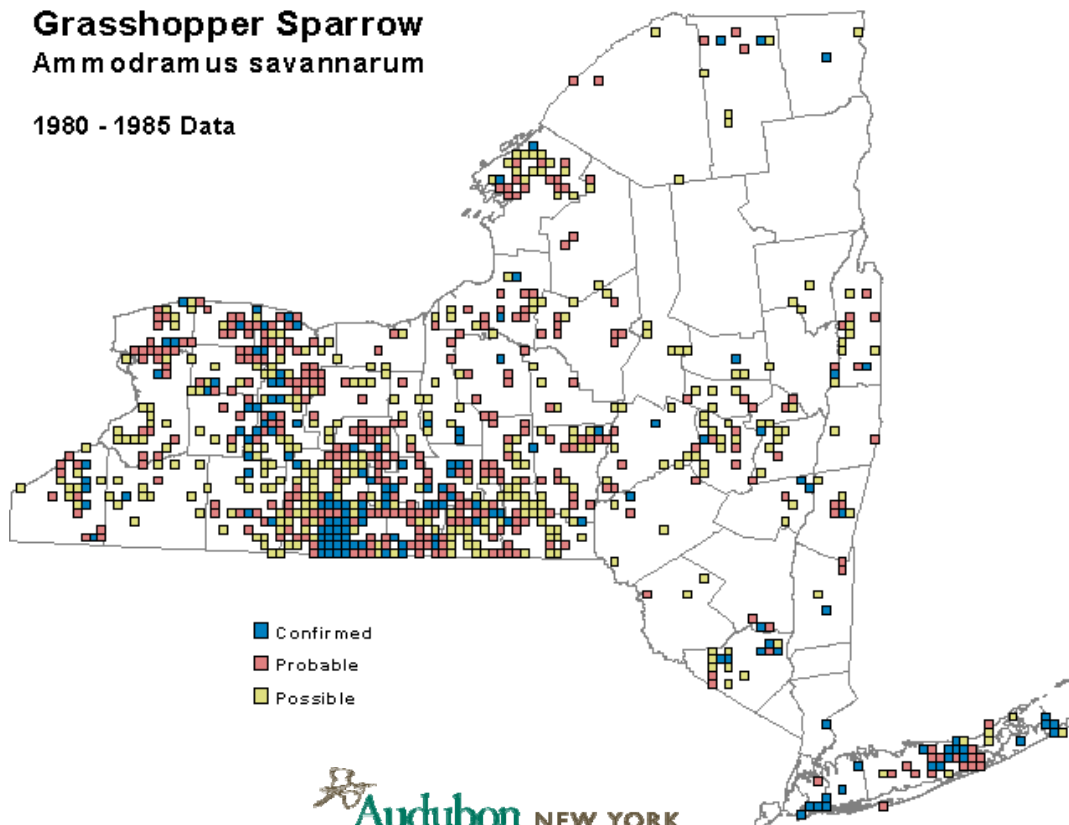 Grasshopper Sparrow
Ammodramus savannarum
1980 - 1985 Data
Confirmed
Probable
Possible
Audubon NEW YORK